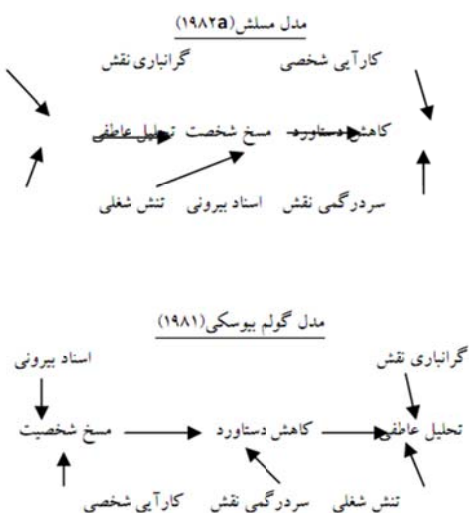 مدل مسلش(۱۹۸۲a)
کارآیی شخصی گرانباری نقش
تحلیل عاطفی مسخ شخصت کاهش دستاورد
سردرگمی نقش اسناد بیرونی تنش شغلی
مدل گولم بیوسکی(۱۹۸۱)
گرانباری نقش اسناد بیرونی
تحلیل عاطفی کاهش دستاورد مسخ شخصیت
تنش شغلی سردرگمی نقش کارآیی شخصی